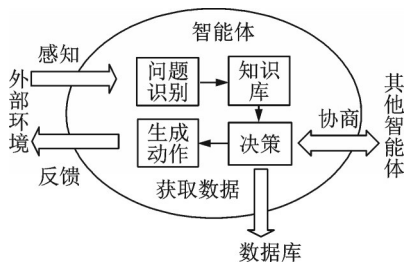 智能体
感知
外部环境
问题
识别
知识
库
协商
其他智能体
生成
动作
决策
反馈
获取数据
数据库